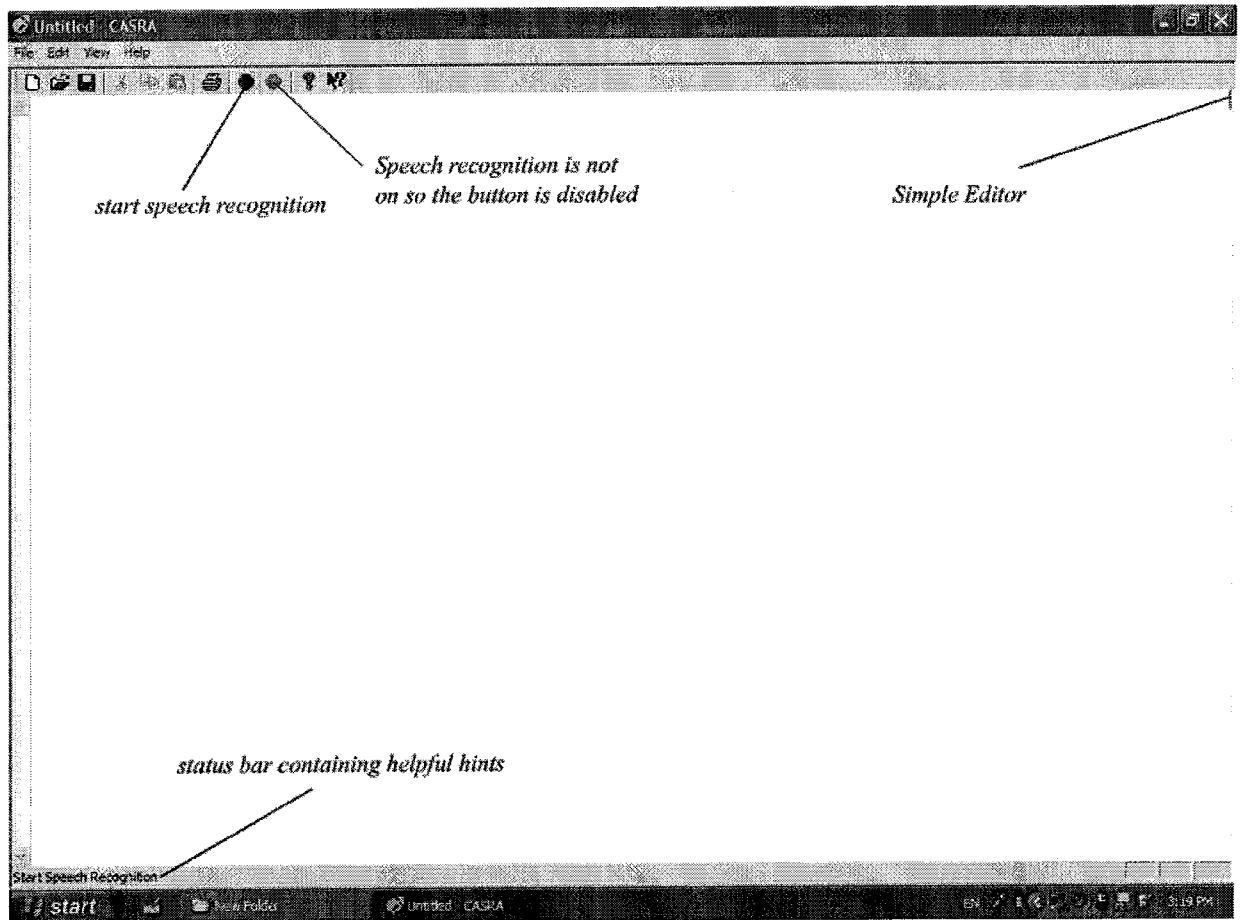 Untitled CASRA
File Edit View Help
Speech recognition is not
on so the button is disabled
start speech recognition
Simple Editor
status bar containing helpful hints
Start Speech Recognition
start New Folder Untitled CASRA EN 3:19 PM